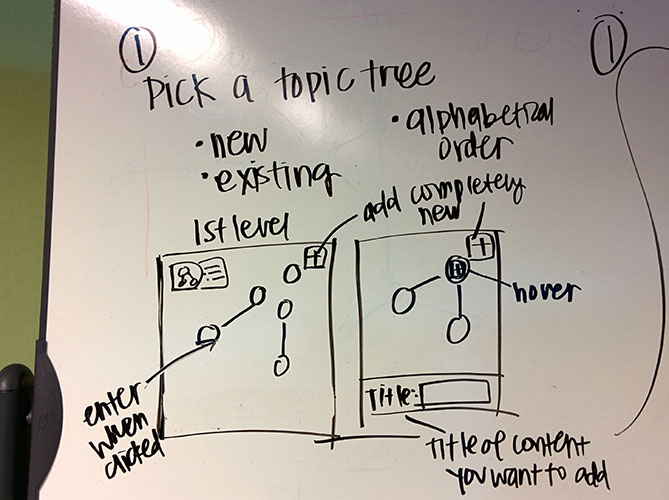 ①
Pick a topic tree
• new
• existing
• alphabetical
order
1st level
add completely
new
+
+
hover
enter
when
clicked
Title:
Title of content
you want to add
①